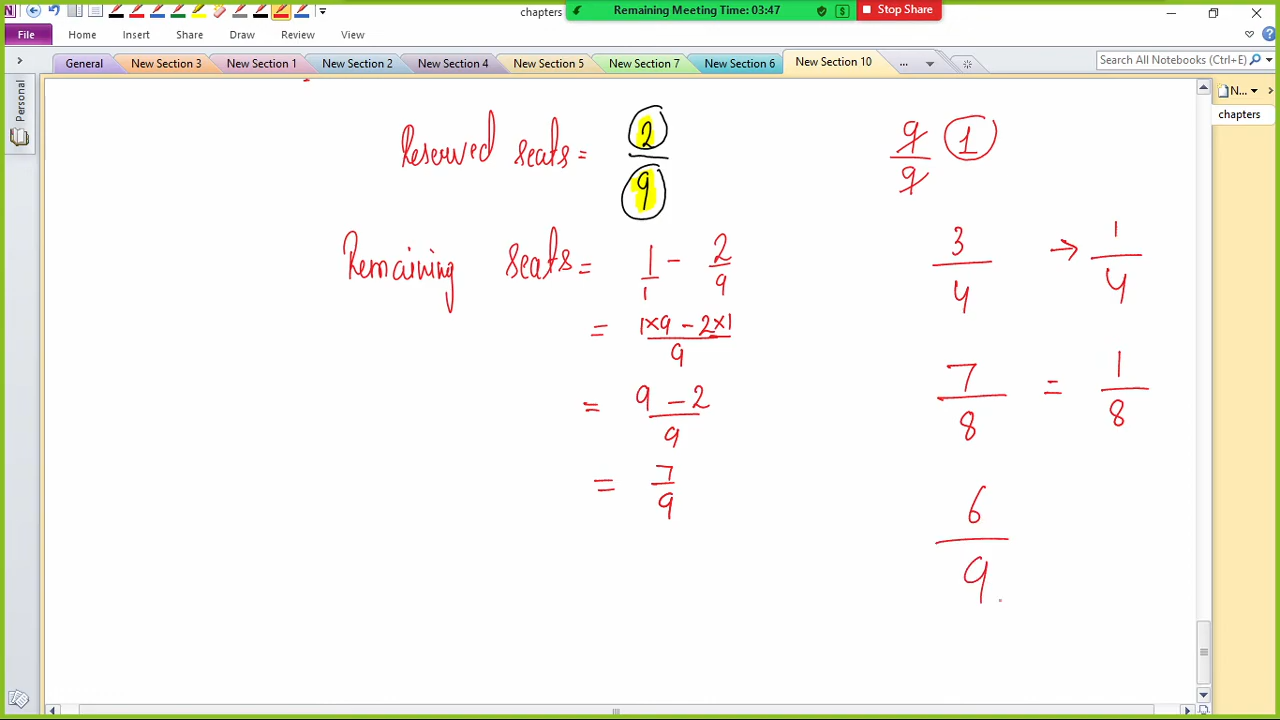 chapters
Remaining Meeting Time: 03:47
Stop Share
File Home Insert Share Draw Review View
General New Section 3 New Section 1 New Section 2 New Section 4 New Section 5 New Section 7 New Section 6 New Section 10 ...
Search All Notebooks (Ctrl+E)
Personal
N...
chapters
Reserved seats = 2/9
Remaining seats = 1/1 - 2/9
= 1×9 - 2×1/9
= 9 - 2/9
= 7/9
9/9 1
3/4 → 1/4
7/8 = 1/8
6/9